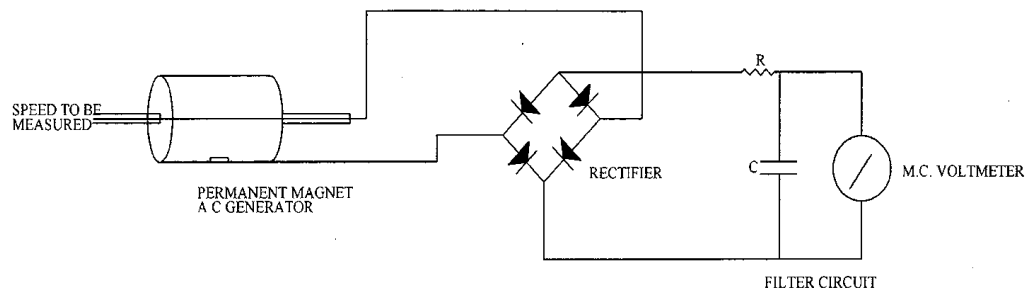 SPEED TO BE
MEASURED
PERMANENT MAGNET
A C GENERATOR
RECTIFIER
R
C
M.C. VOLTMETER
FILTER CIRCUIT